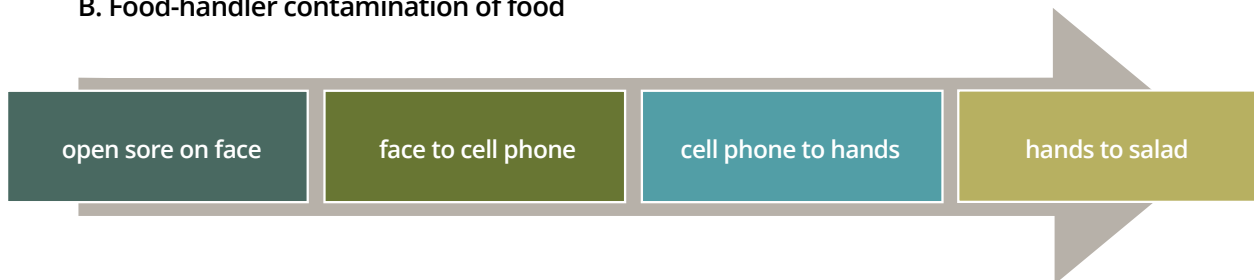 B. Food-handler contamination of food
open sore on face
face to cell phone
cell phone to hands
hands to salad